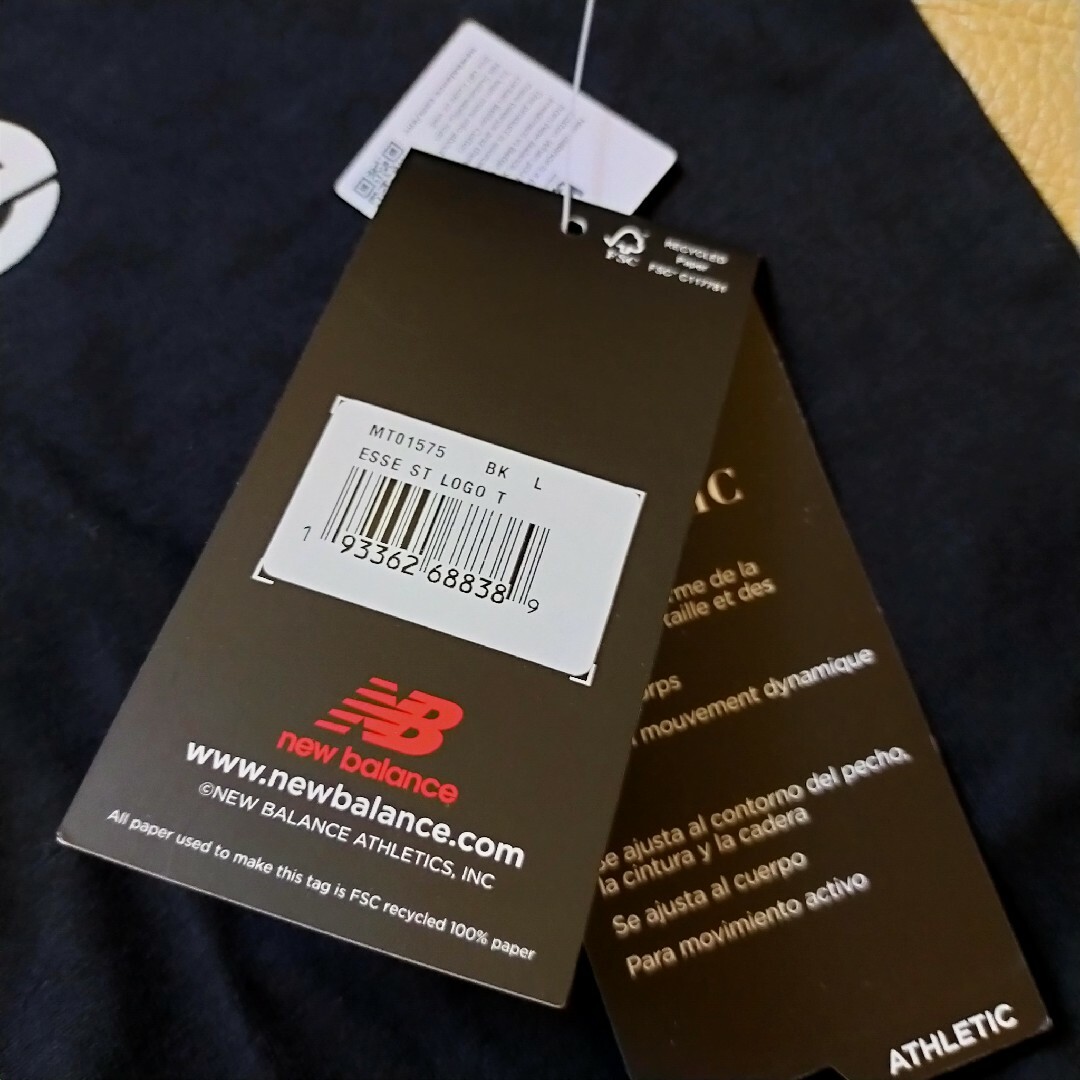 FSC
RECYCLED
Paper
FSC® C117781
MT01575 BK L
ESSE ST LOGO T
1 93362 68838 9
new balance
www.newbalance.com
©NEW BALANCE ATHLETICS, INC
All paper used to make this tag is FSC recycled 100% paper
de la
taille et des
mouvement dynamique
Se ajusta al contorno del pecho,
la cintura y la cadera
Se ajusta al cuerpo
Para movimiento activo
ATHLETIC